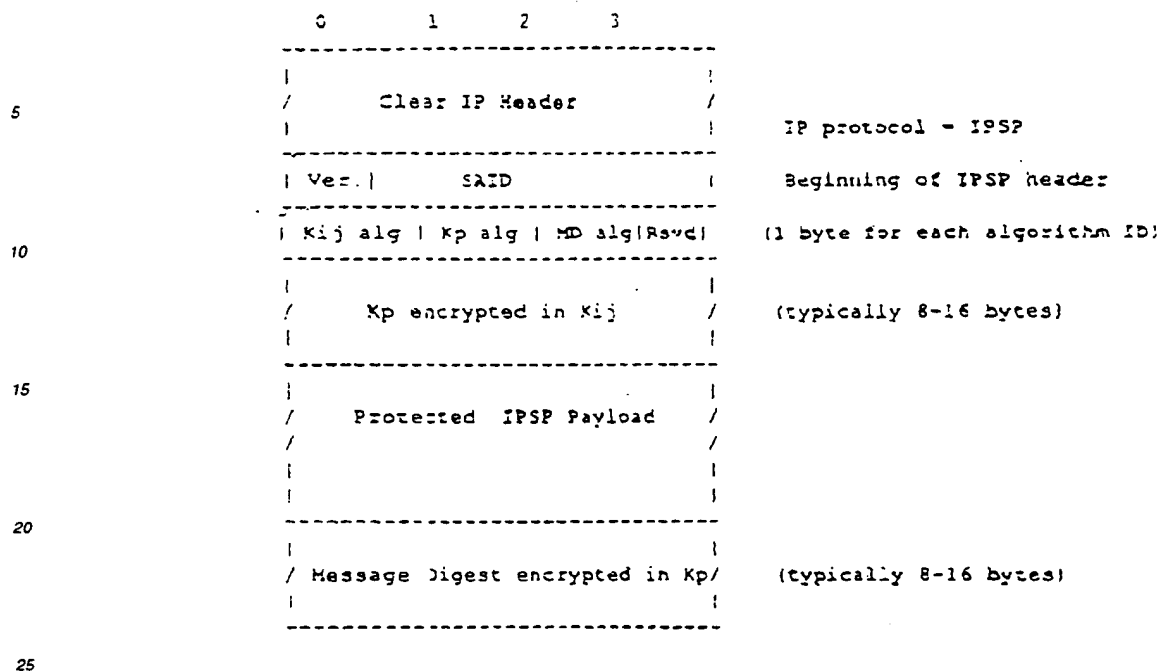 0 1 2 3
Clear IP Header
5
IP protocol = IPSP
| Ver.| SAID | Beginning of IPSP header
| Kij alg | Kp alg | MD alg|Rsvd| (1 byte for each algorithm ID)
10
Kp encrypted in Kij (typically 8-16 bytes)
15
Protected IPSP Payload
20
Message Digest encrypted in Kp (typically 8-16 bytes)
25